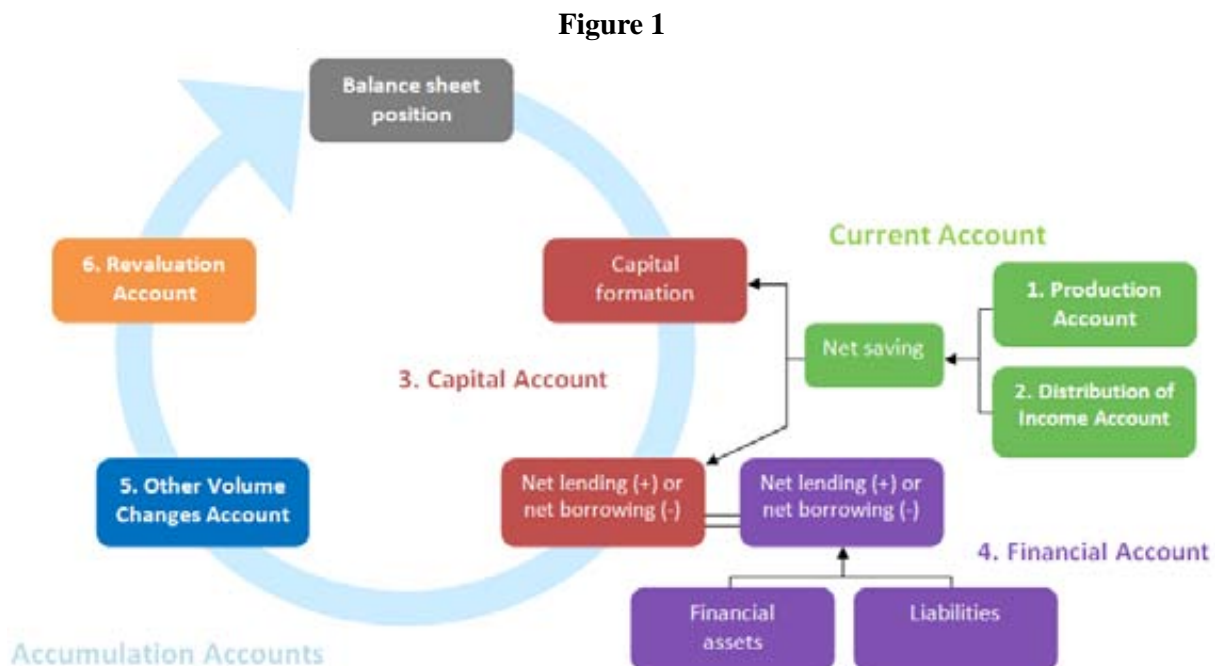 Figure 1
Balance sheet
position
Current Account
6. Revaluation
Account
Capital
formation
1. Production
Account
Net saving
3. Capital Account
2. Distribution of
Income Account
5. Other Volume
Changes Account
Net lending (+) or
net borrowing (-)
Net lending (+) or
net borrowing (-)
4. Financial Account
Financial
assets
Liabilities
Accumulation Accounts